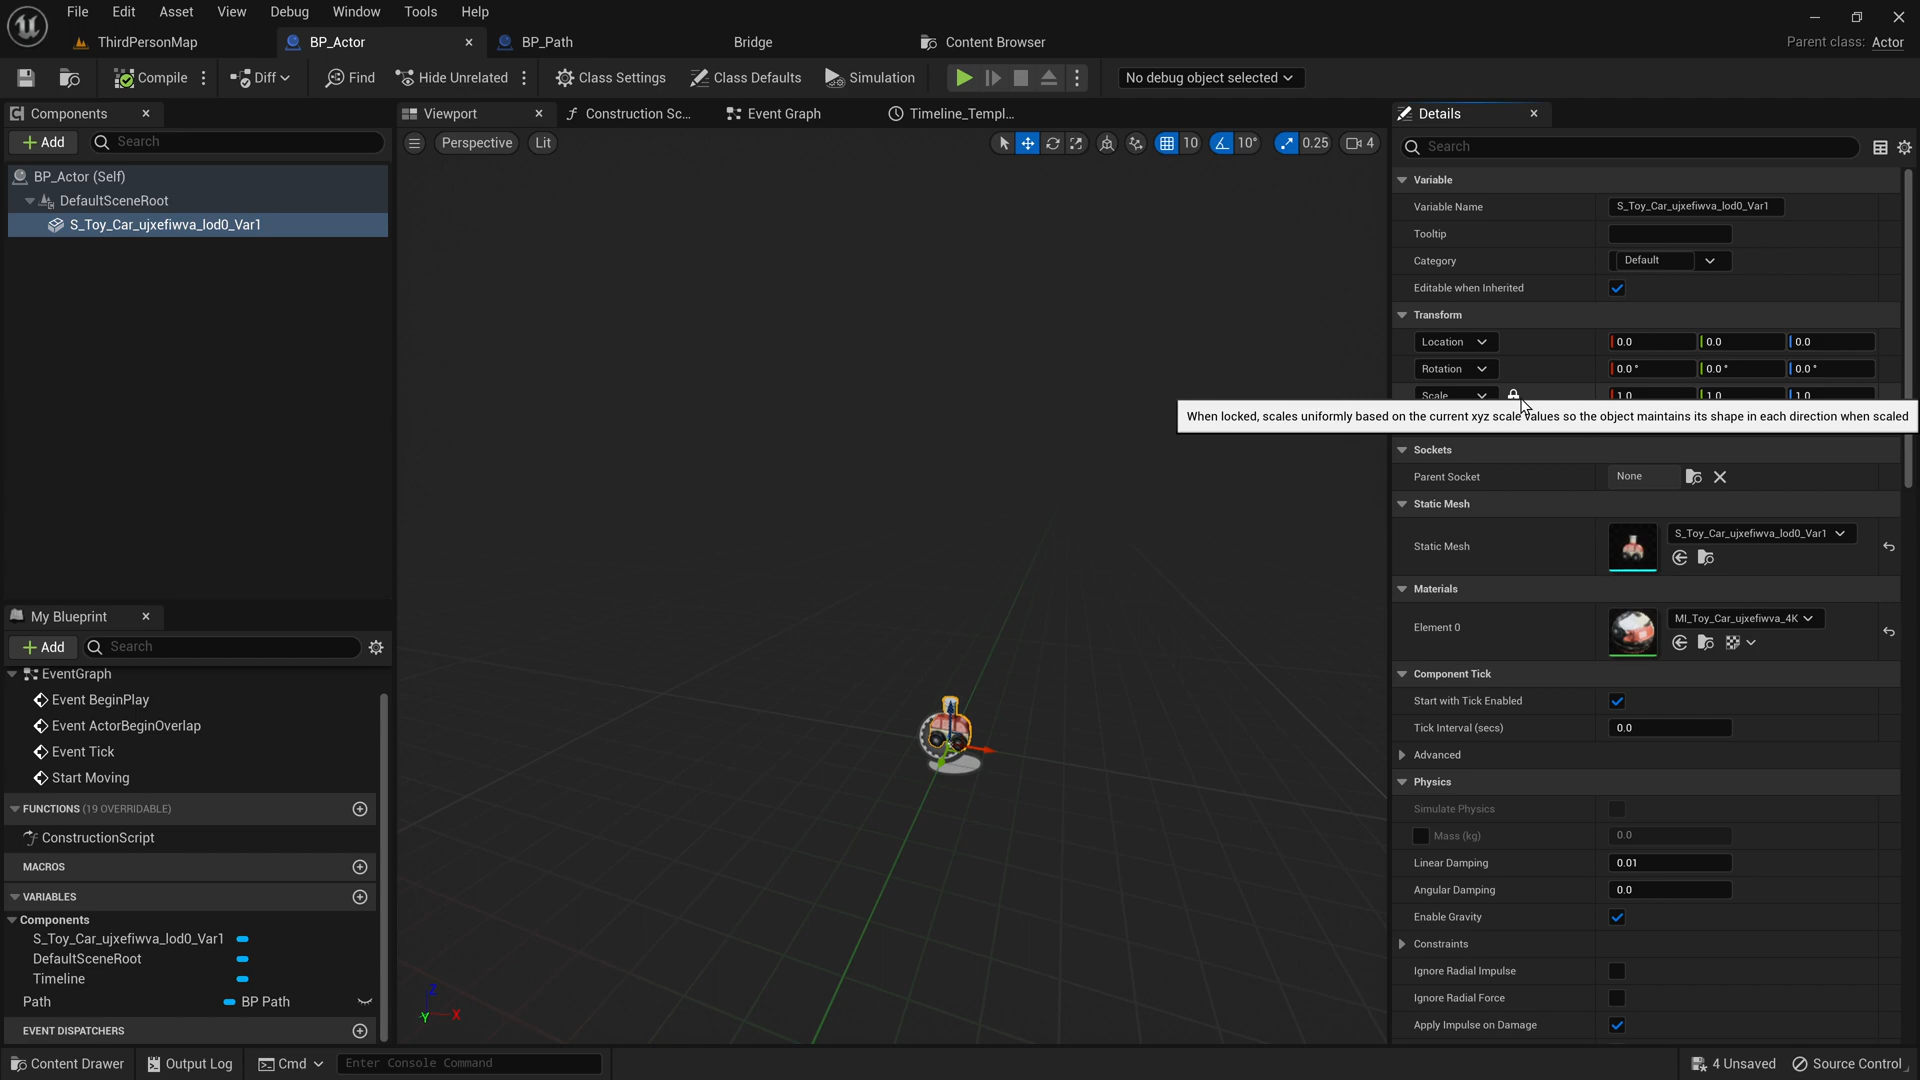 File Edit Asset View Debug Window Tools Help
ThirdPersonMap BP_Actor BP_Path Bridge Content Browser Parent class: Actor
Compile Diff Find Hide Unrelated Class Settings Class Defaults Simulation No debug object selected
Components Viewport Construction Sc... Event Graph Timeline_Templ... Details
Add Search Perspective Lit 10 10° 0.25 4 Search
BP_Actor (Self)
DefaultSceneRoot
S_Toy_Car_ujxefiwva_lod0_Var1
Variable
Variable Name S_Toy_Car_ujxefiwva_lod0_Var1
Tooltip
Category Default
Editable when Inherited
Transform
Location 0.0 0.0 0.0
Rotation 0.0° 0.0° 0.0°
Scale 1.0 1.0 1.0
When locked, scales uniformly based on the current xyz scale values so the object maintains its shape in each direction when scaled
Sockets
Parent Socket None
Static Mesh
Static Mesh S_Toy_Car_ujxefiwva_lod0_Var1
Materials
Element 0 MI_Toy_Car_ujxefiwva_4K
Component Tick
Start with Tick Enabled
Tick Interval (secs) 0.0
Advanced
Physics
Simulate Physics
Mass (kg) 0.0
Linear Damping 0.01
Angular Damping 0.0
Enable Gravity
Constraints
Ignore Radial Impulse
Ignore Radial Force
Apply Impulse on Damage
My Blueprint
Add Search
EventGraph
Event BeginPlay
Event ActorBeginOverlap
Event Tick
Start Moving
FUNCTIONS (19 OVERRIDABLE)
ConstructionScript
MACROS
VARIABLES
Components
S_Toy_Car_ujxefiwva_lod0_Var1
DefaultSceneRoot
Timeline
Path BP Path
EVENT DISPATCHERS
Z
Y X
Content Drawer Output Log Cmd Enter Console Command 4 Unsaved Source Control